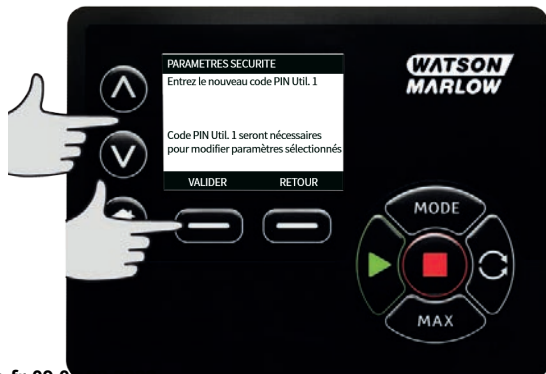 PARAMETRES SECURITE
WATSON
MARLOW
Entrez le nouveau code PIN Util. 1
Code PIN Util. 1 seront nécessaires
pour modifier paramètres sélectionnés
VALIDER RETOUR
MODE
MAX